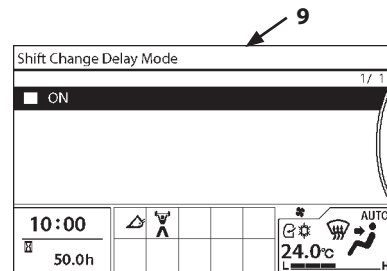 9
Shift Change Delay Mode
1/ 1
ON
10:00
50.0h
AUTO
24.0℃
L H